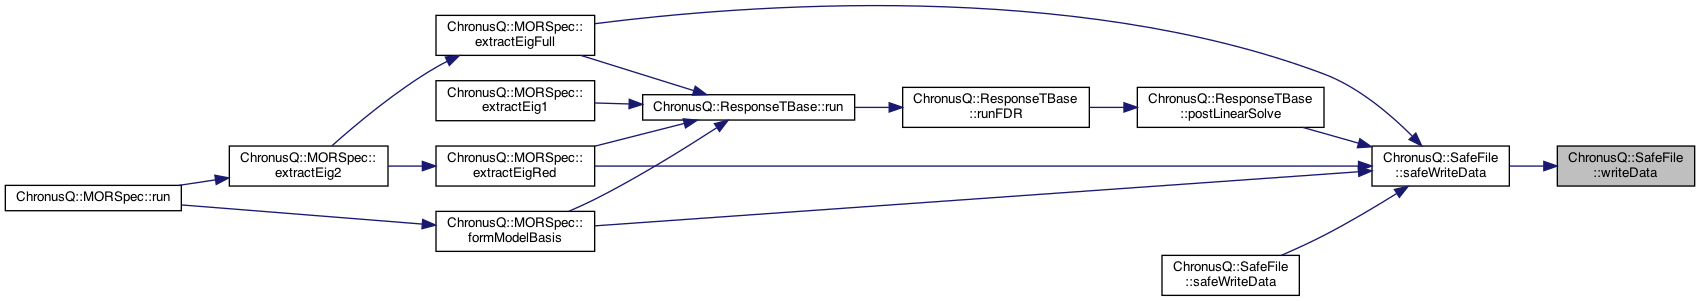 ChronusQ::MORSpec::run
ChronusQ::MORSpec::
extractEig2
ChronusQ::MORSpec::
extractEigFull
ChronusQ::MORSpec::
extractEig1
ChronusQ::MORSpec::
extractEigRed
ChronusQ::MORSpec::
formModelBasis
ChronusQ::ResponseTBase::run
ChronusQ::ResponseTBase
::runFDR
ChronusQ::ResponseTBase
::postLinearSolve
ChronusQ::SafeFile
::safeWriteData
ChronusQ::SafeFile
::safeWriteData
ChronusQ::SafeFile
::writeData